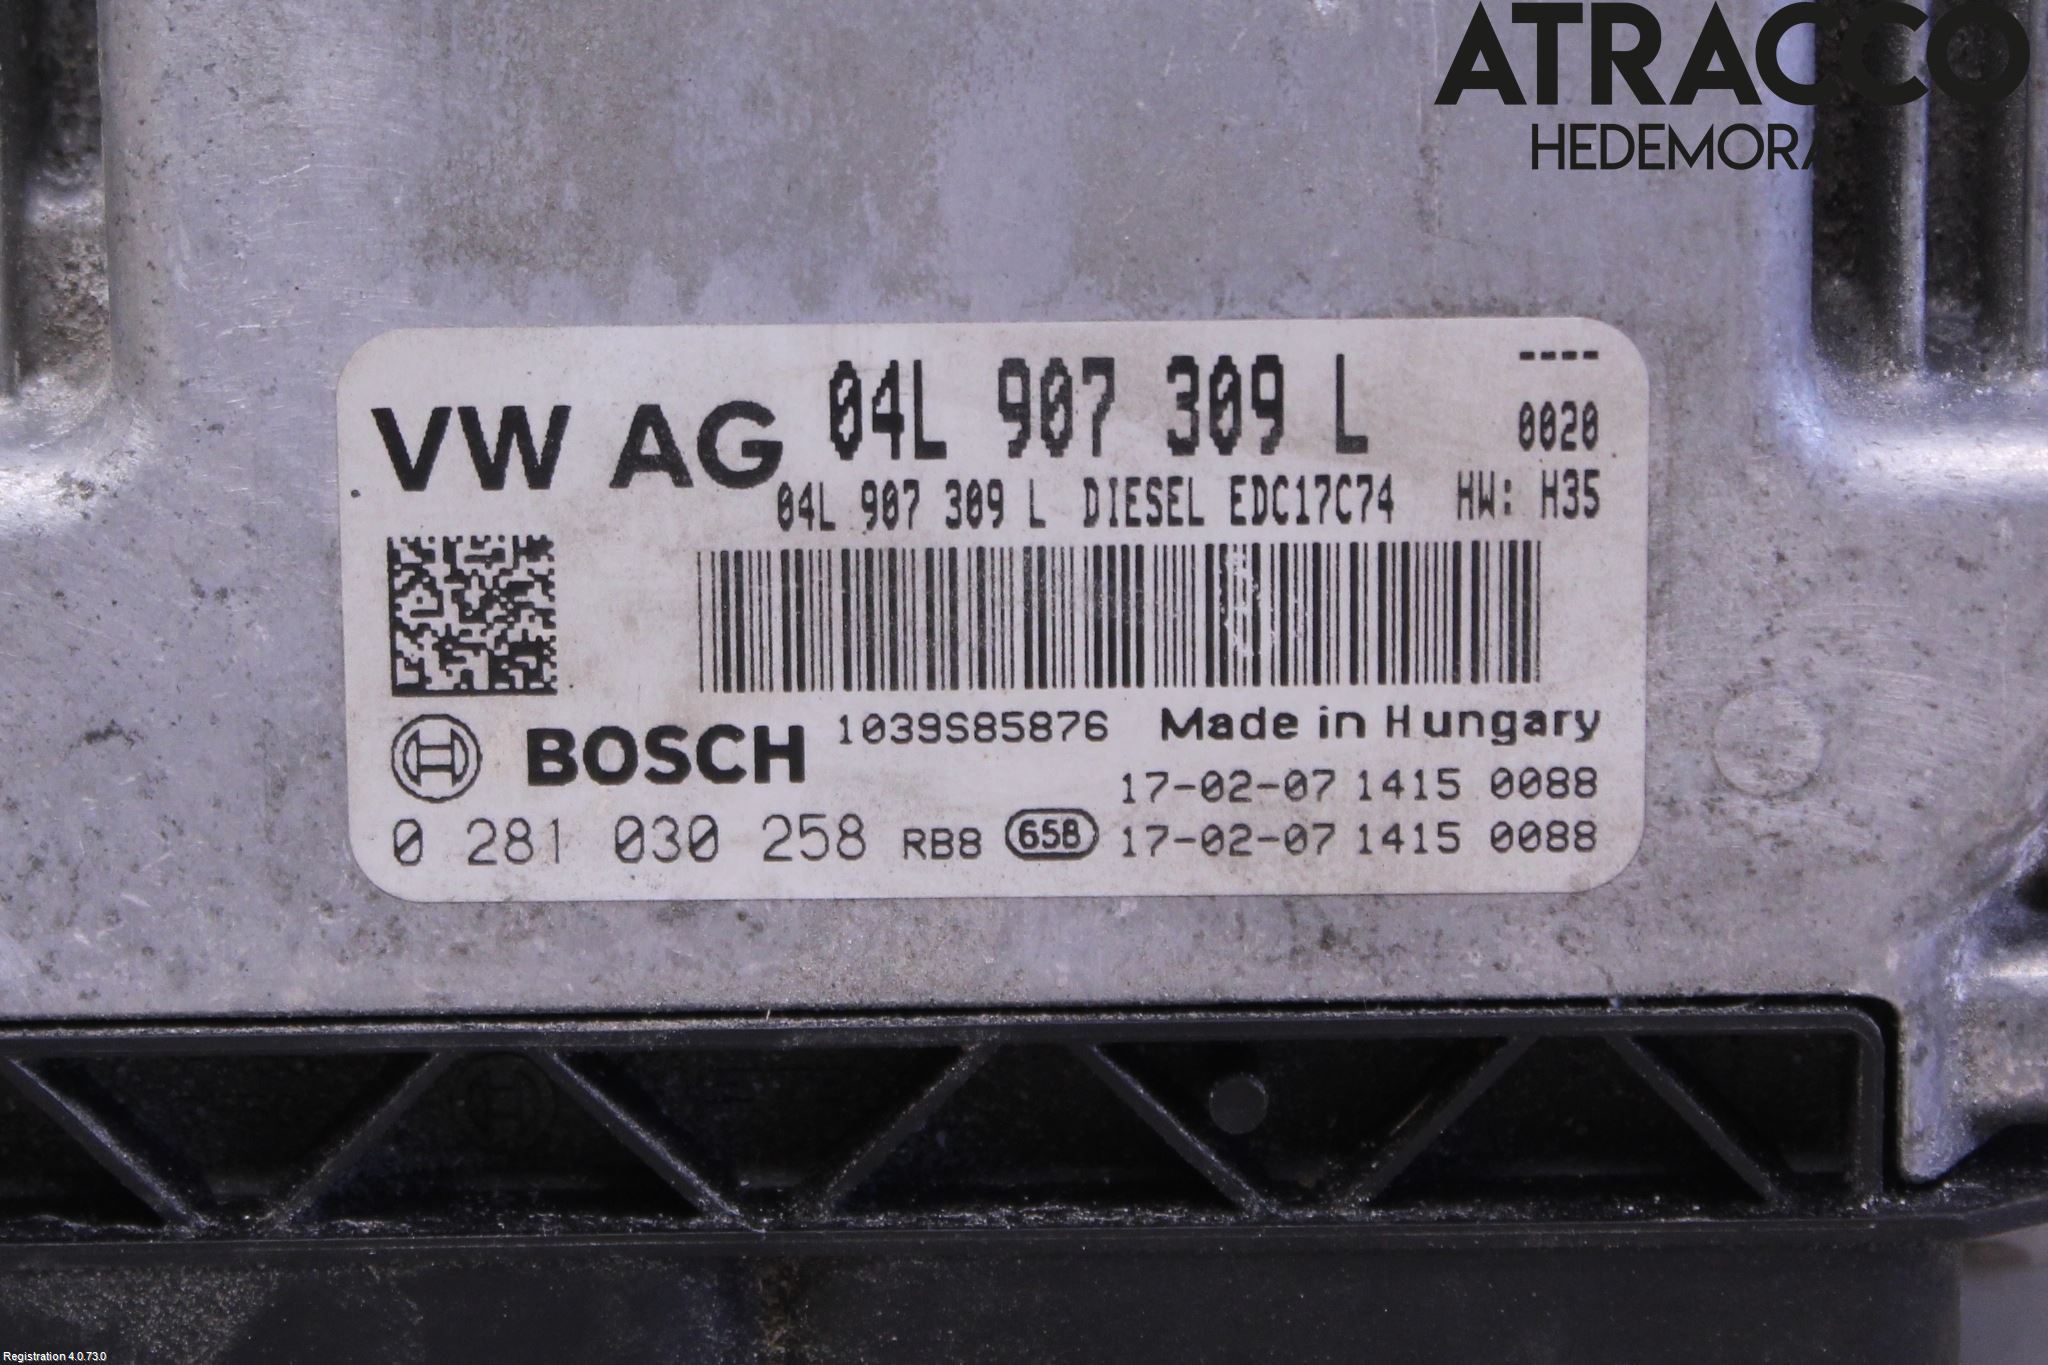 ATRACCO
HEDEMORA
----
VW AG 04L 907 309 L 0020
04L 907 309 L DIESEL EDC17C74 HW: H35
BOSCH 1039S85876 Made in Hungary
17-02-07 1415 0088
0 281 030 258 RB8 658 17-02-07 1415 0088
Registration 4.0.73.0